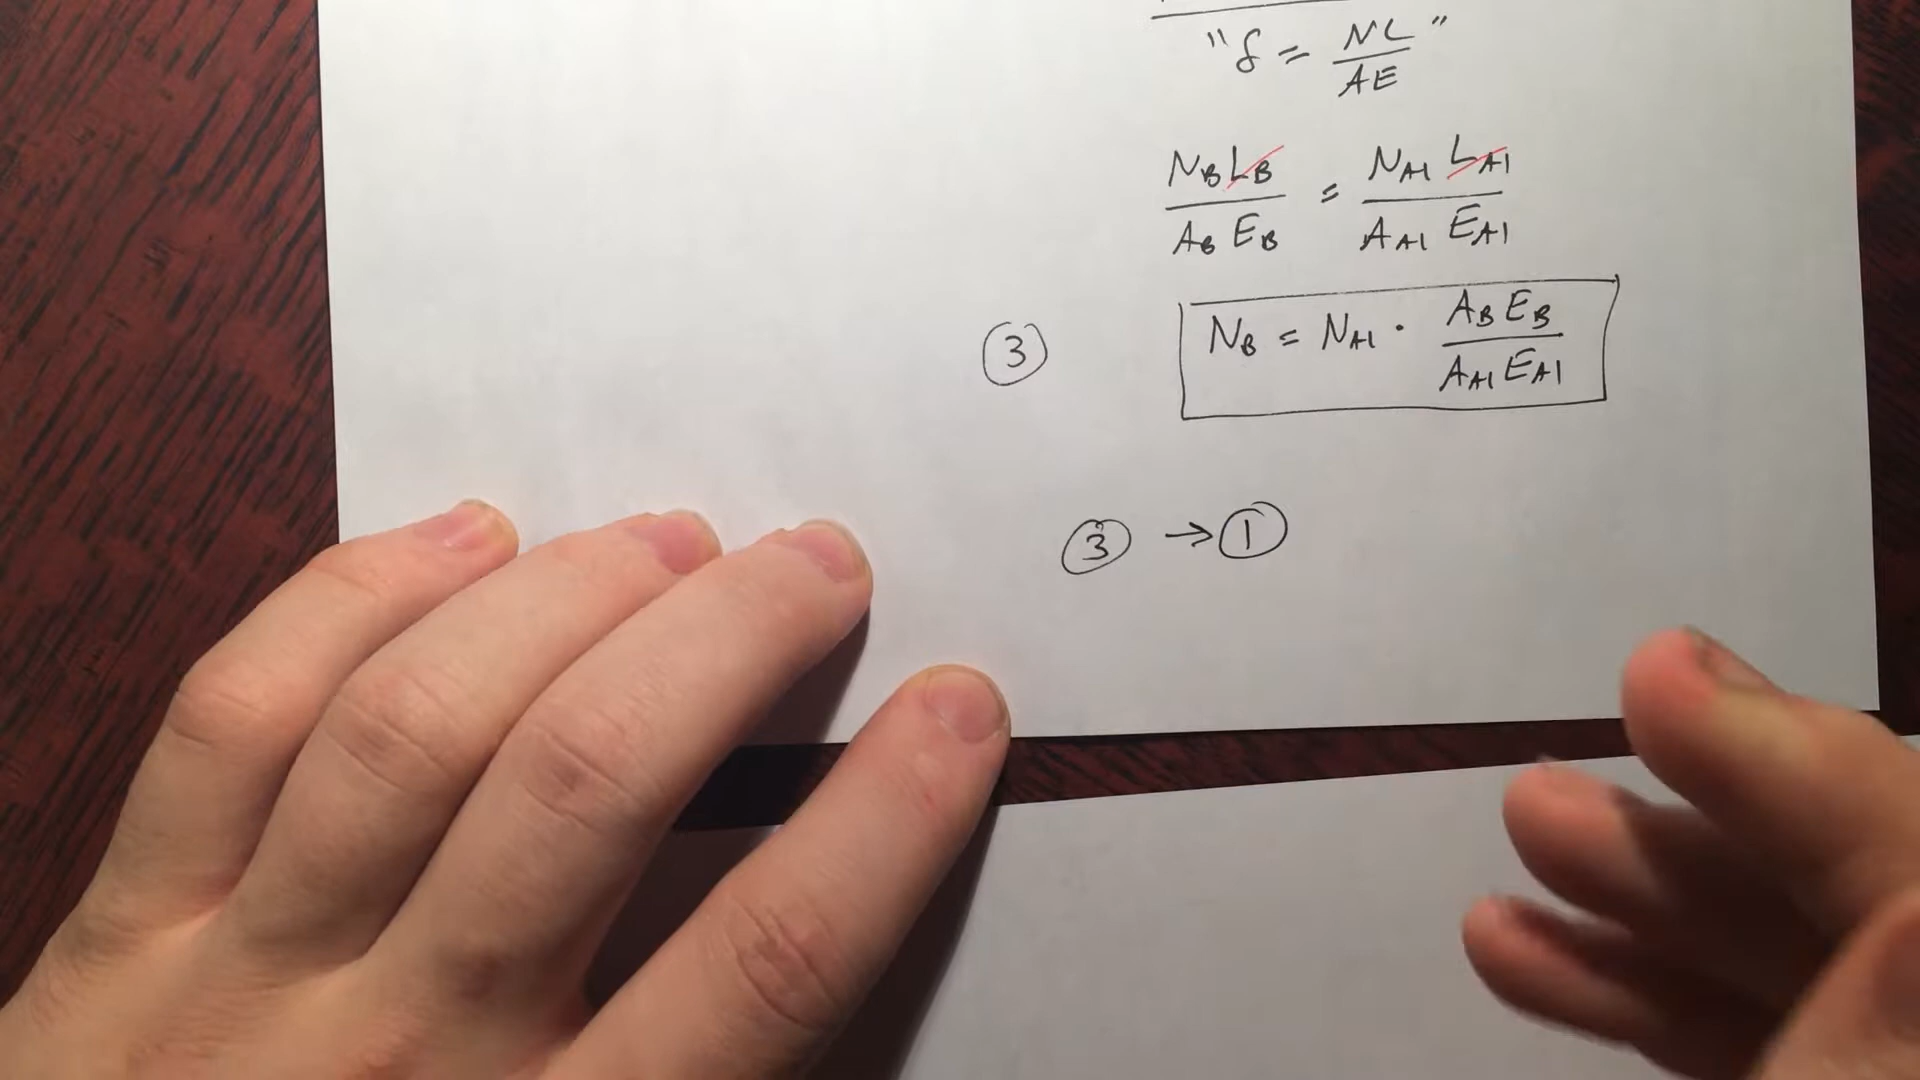 "δ = NL / AE"
N_B L_B / A_B E_B = N_Al L_Al / A_Al E_Al
③ N_B = N_Al · A_B E_B / A_Al E_Al
③ → ①